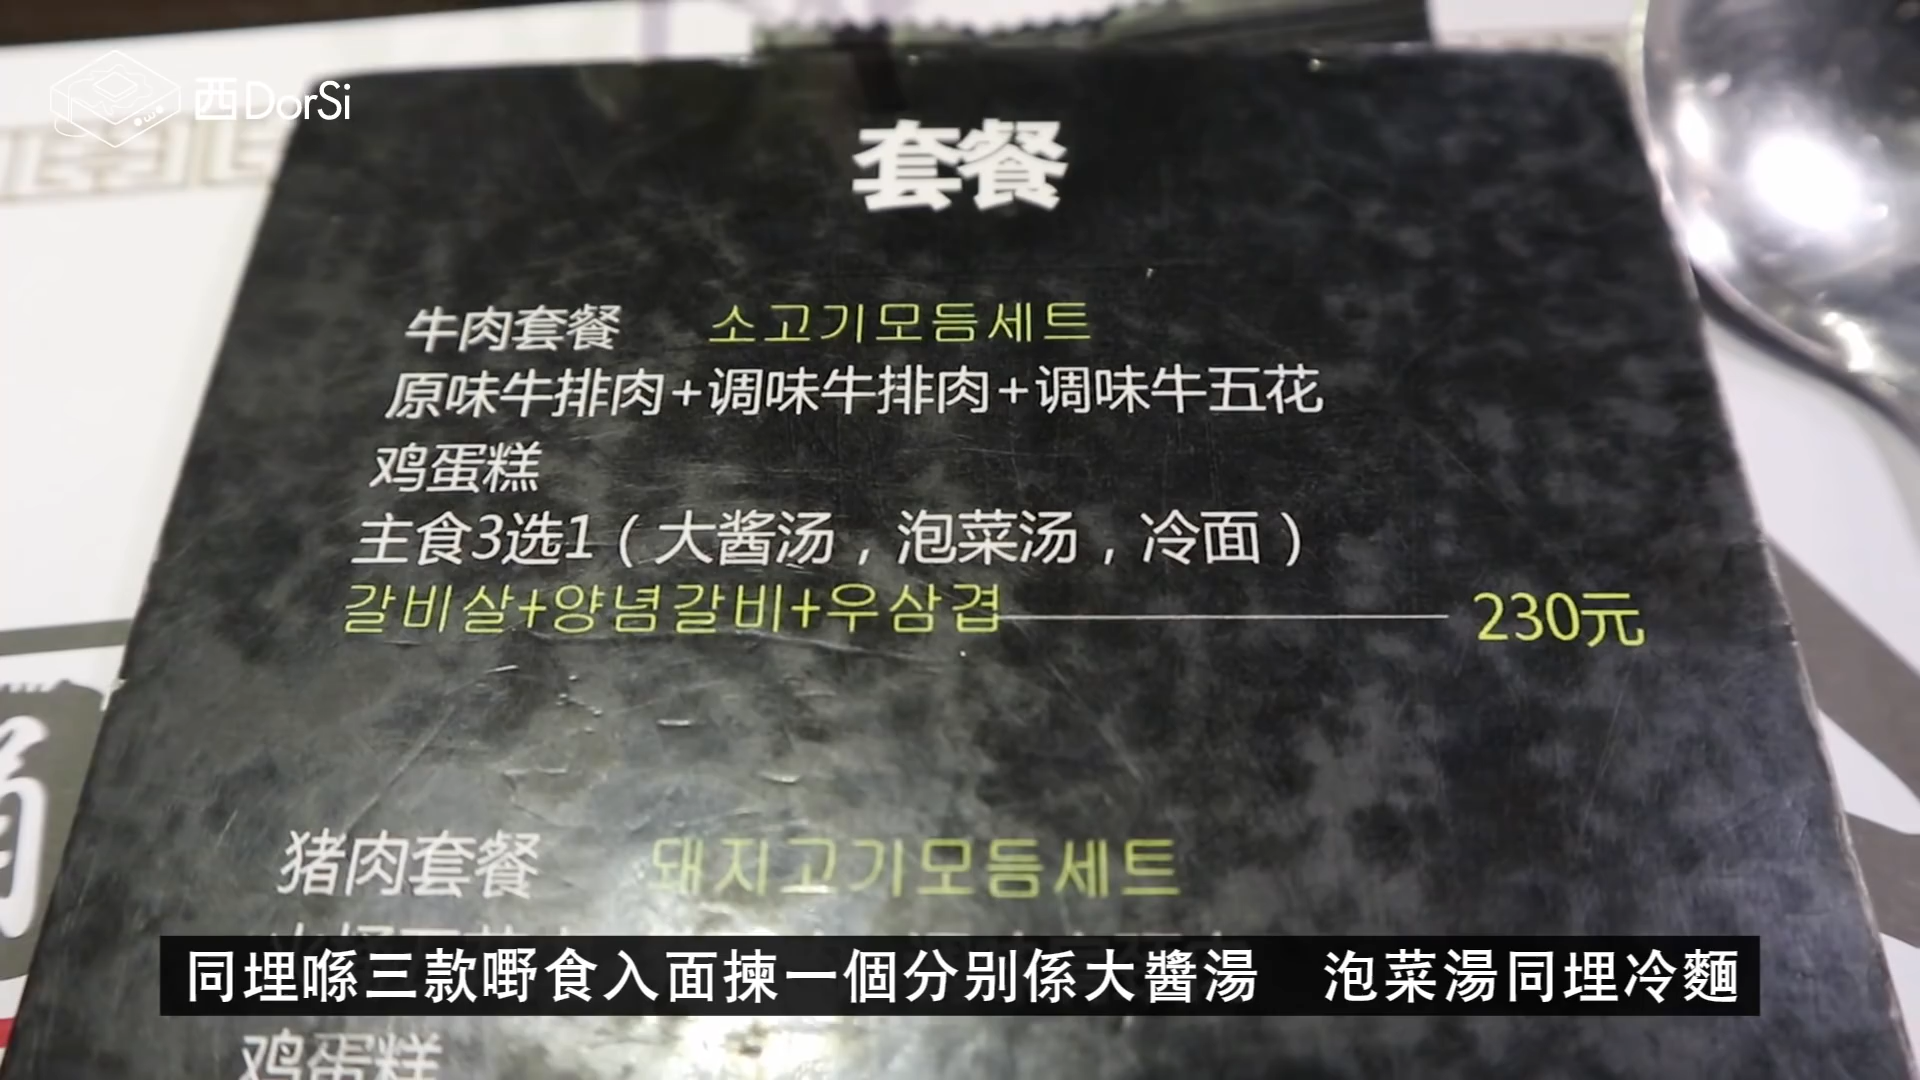 西DorSi
套餐
牛肉套餐 소고기모듬세트
原味牛排肉+调味牛排肉+调味牛五花
鸡蛋糕
主食3选1（大酱汤，泡菜汤，冷面）
갈비살+양념갈비+우삼겹 230元
猪肉套餐 돼지고기모듬세트
同埋喺三款嘢食入面揀一個分别係大醬湯 泡菜湯同埋冷麵
鸡蛋糕